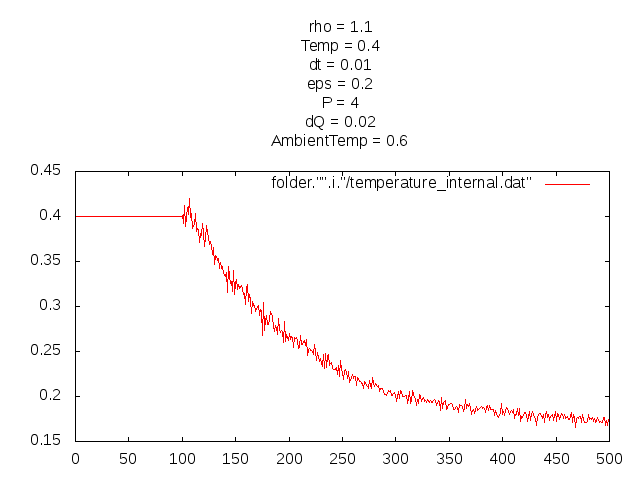 rho = 1.1
Temp = 0.4
dt = 0.01
eps = 0.2
P = 4
dQ = 0.02
AmbientTemp = 0.6
folder."".i."/temperature_internal.dat"
0.45
0.4
0.35
0.3
0.25
0.2
0.15
0 50 100 150 200 250 300 350 400 450 500